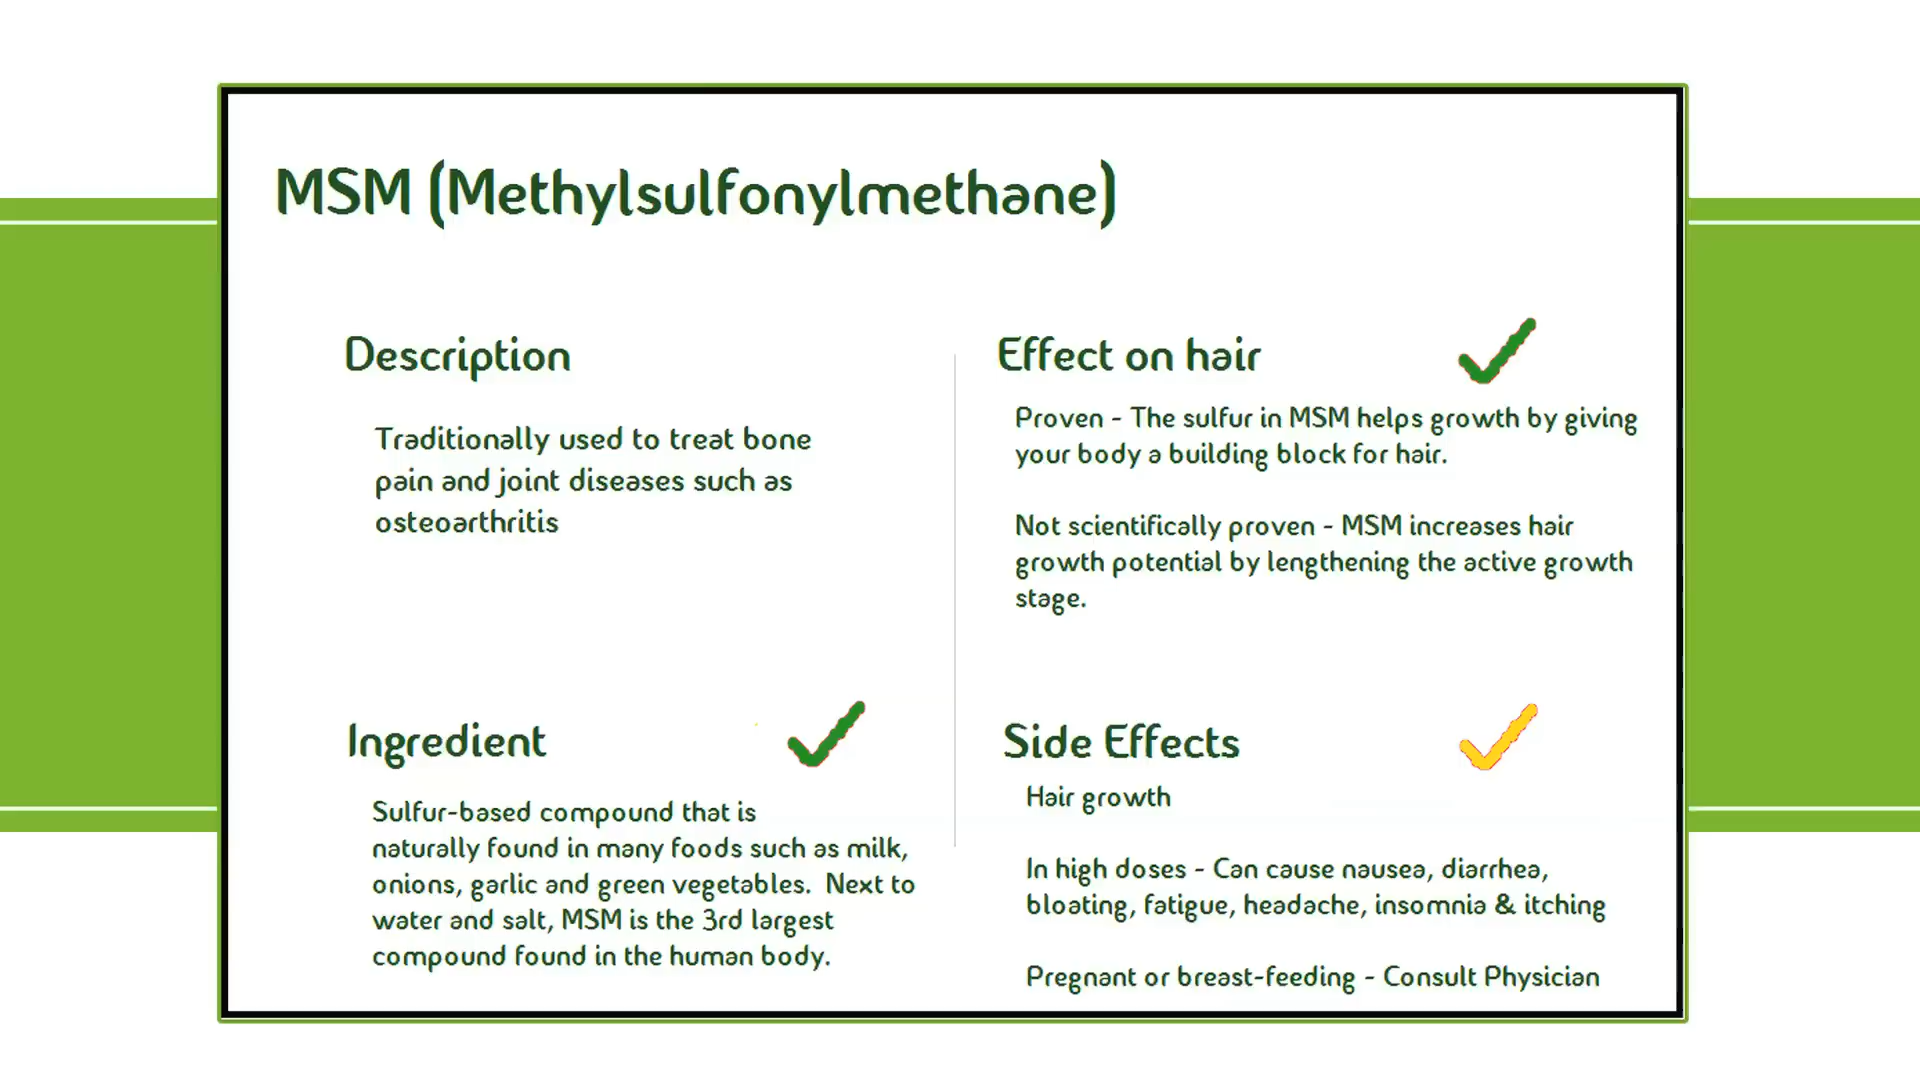 MSM (Methylsulfonylmethane)
Description
Traditionally used to treat bone
pain and joint diseases such as
osteoarthritis
Effect on hair
Proven - The sulfur in MSM helps growth by giving
your body a building block for hair.
Not scientifically proven - MSM increases hair
growth potential by lengthening the active growth
stage.
Ingredient
Sulfur-based compound that is
naturally found in many foods such as milk,
onions, garlic and green vegetables.  Next to
water and salt, MSM is the 3rd largest
compound found in the human body.
Side Effects
Hair growth
In high doses - Can cause nausea, diarrhea,
bloating, fatigue, headache, insomnia & itching
Pregnant or breast-feeding - Consult Physician